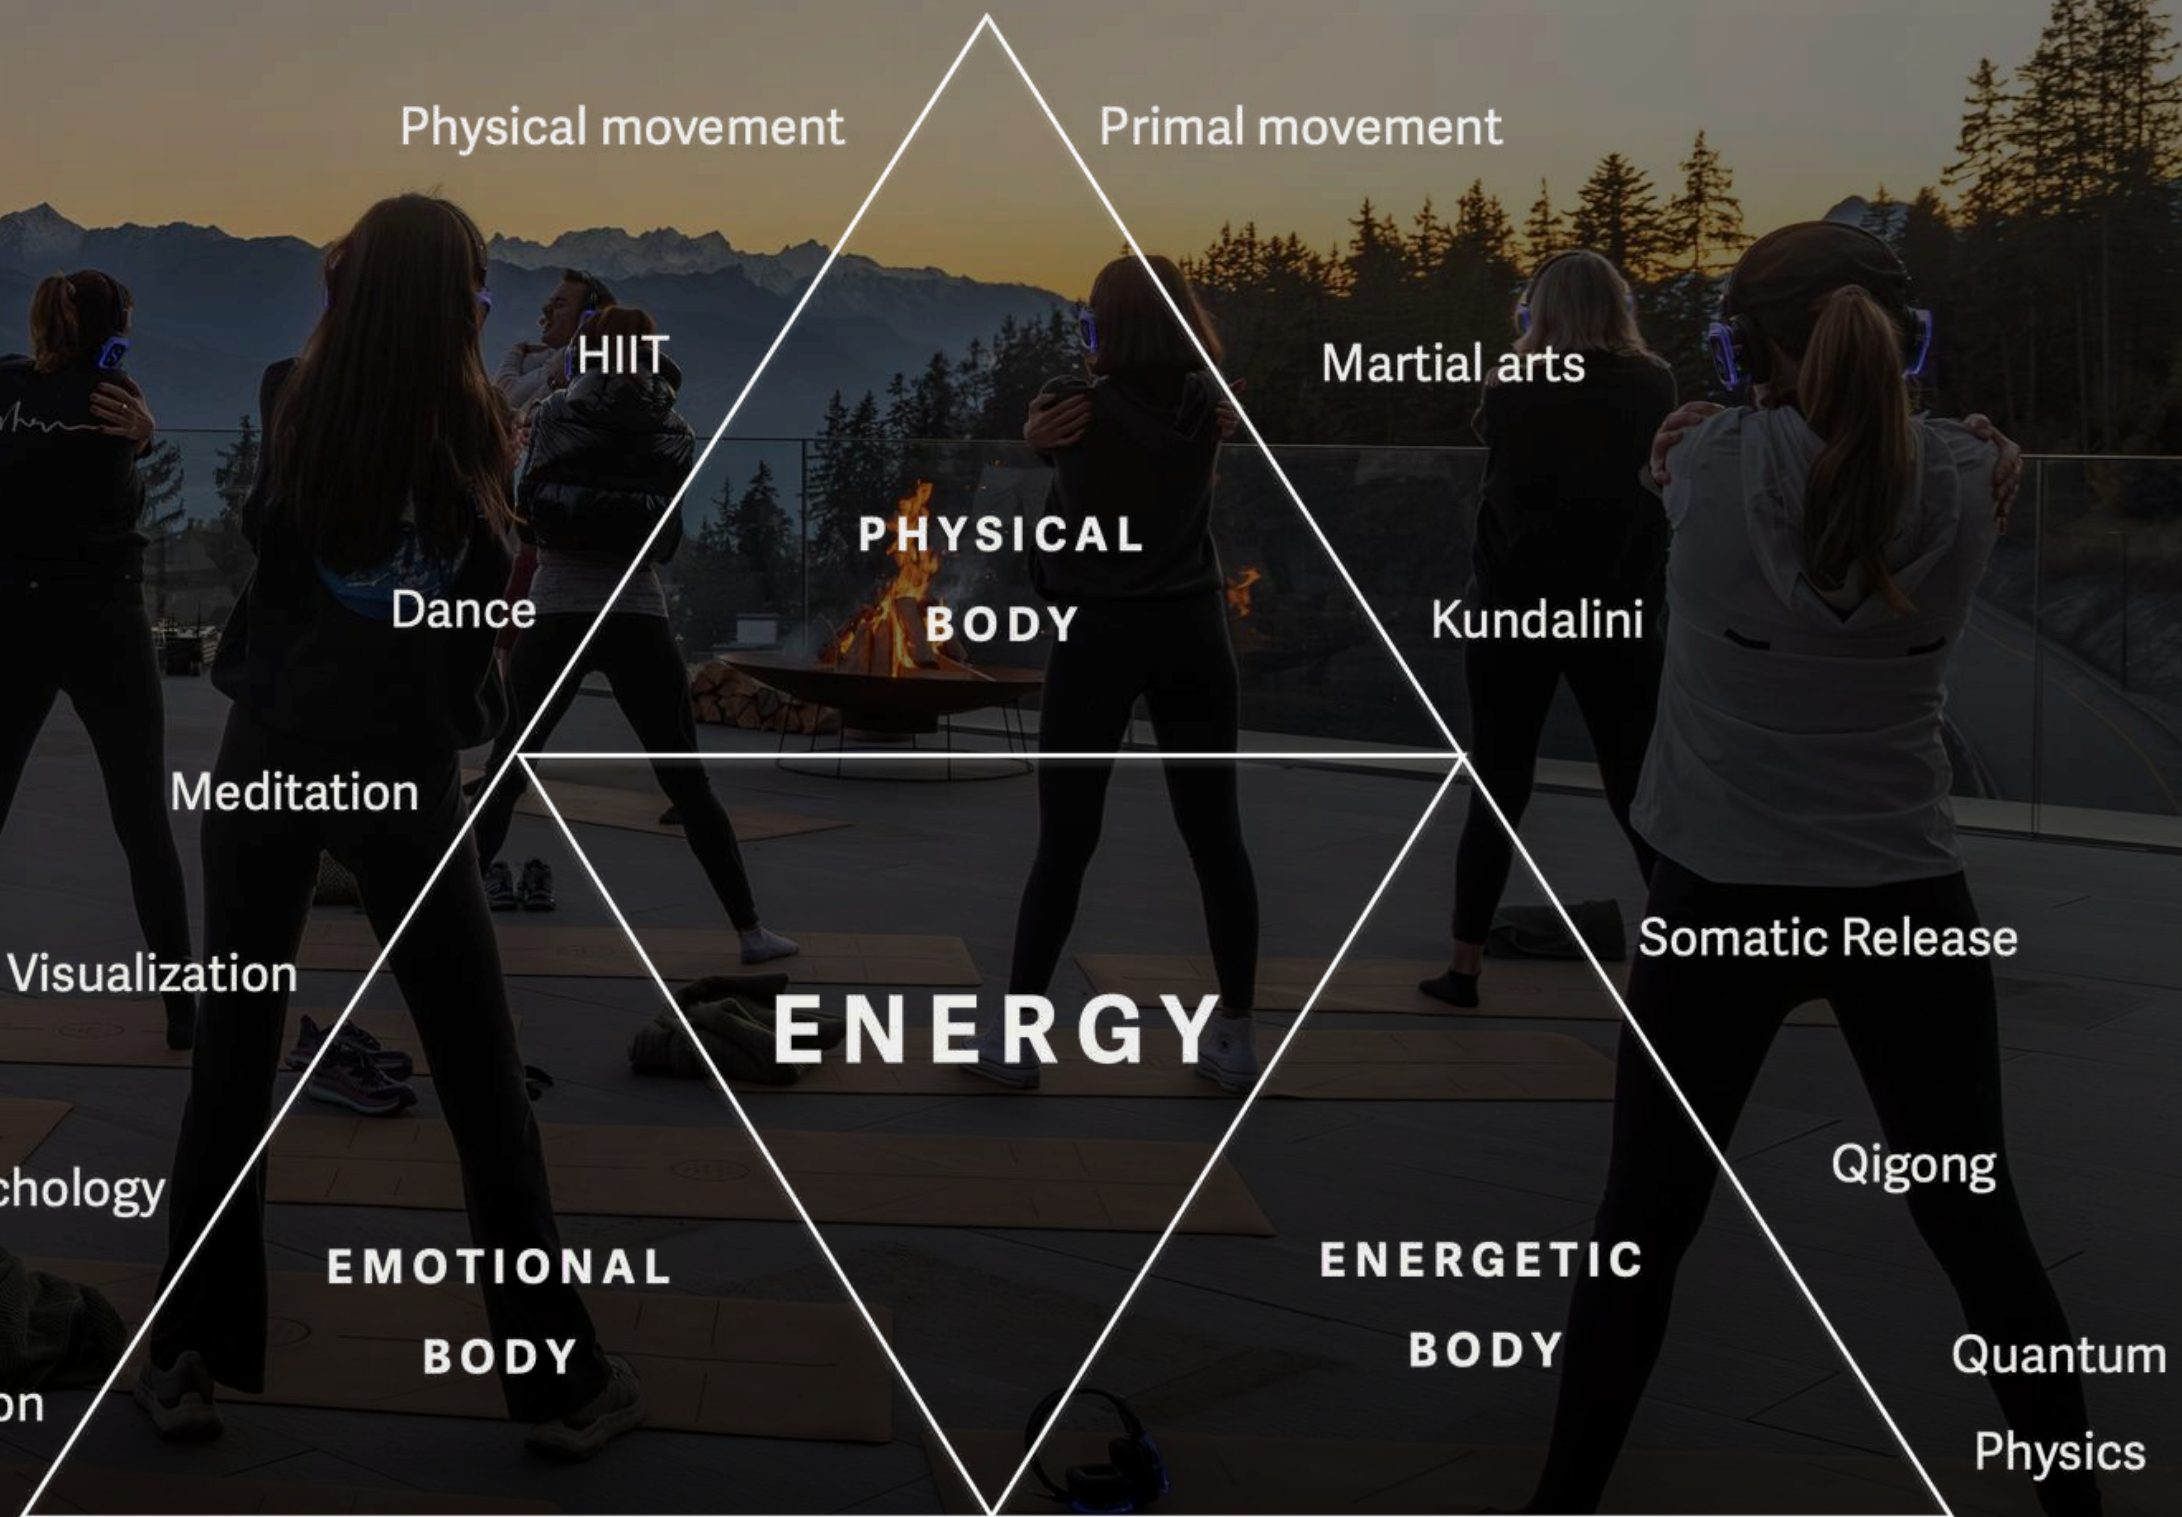 Physical movement
Primal movement
HIIT
Martial arts
PHYSICAL
BODY
Dance
Kundalini
Meditation
Somatic Release
Visualization
ENERGY
chology
Qigong
EMOTIONAL
BODY
ENERGETIC
BODY
on
Quantum
Physics